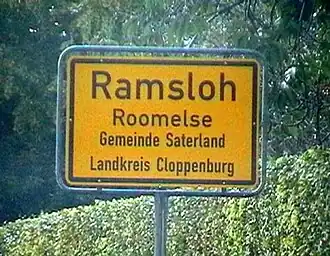 Ramsloh
Roomelse
Gemeinde Saterland
Landkreis Cloppenburg